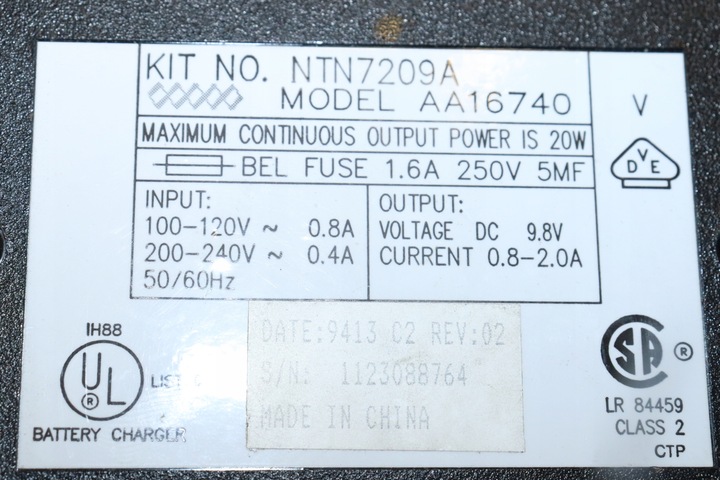 KIT NO. NTN7209A
MODEL AA16740
V
MAXIMUM CONTINUOUS OUTPUT POWER IS 20W
DVE
BEL FUSE 1.6A 250V 5MF
INPUT:
100-120V ~ 0.8A
200-240V ~ 0.4A
50/60Hz
OUTPUT:
VOLTAGE DC 9.8V
CURRENT 0.8-2.0A
IH88
UL ®
BATTERY CHARGER
DATE:9413 C2 REV:02
S/N: 1123088764
MADE IN CHINA
SA ®
LR 84459
CLASS 2
CTP